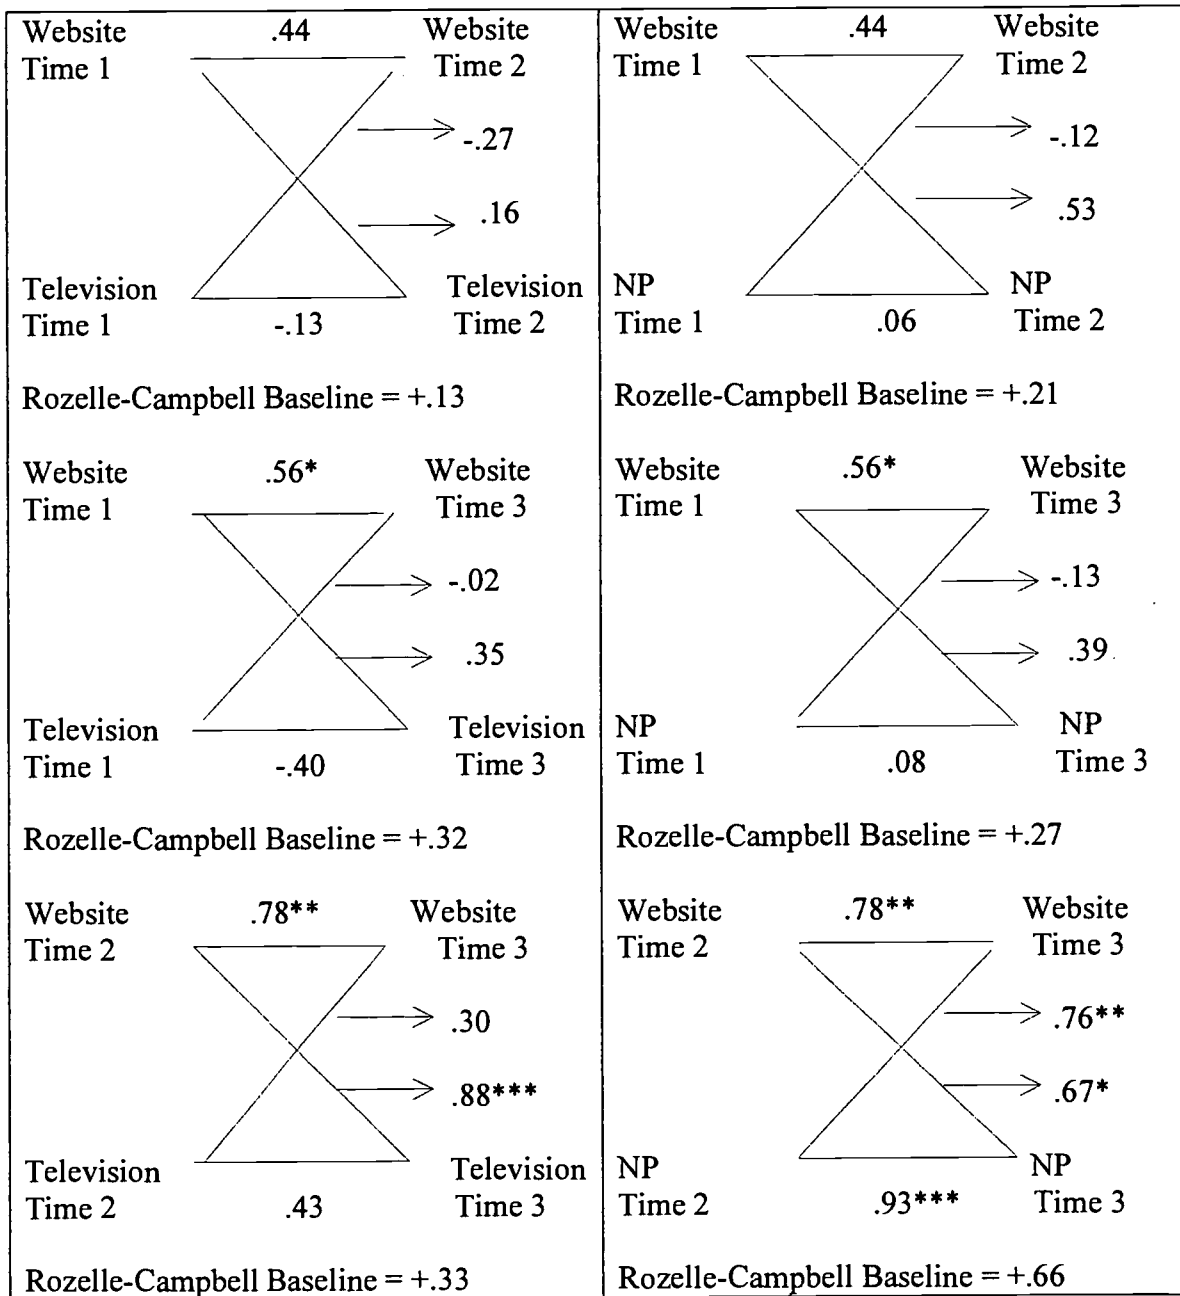 Website .44 Website
Time 1 Time 2
-.27
.16
Television Television
Time 1 -.13 Time 2
Rozelle-Campbell Baseline = +.13
Website .44 Website
Time 1 Time 2
-.12
.53
NP NP
Time 1 .06 Time 2
Rozelle-Campbell Baseline = +.21
Website .56* Website
Time 1 Time 3
-.02
.35
Television Television
Time 1 -.40 Time 3
Rozelle-Campbell Baseline = +.32
Website .56* Website
Time 1 Time 3
-.13
.39
NP NP
Time 1 .08 Time 3
Rozelle-Campbell Baseline = +.27
Website .78** Website
Time 2 Time 3
.30
.88***
Television Television
Time 2 .43 Time 3
Rozelle-Campbell Baseline = +.33
Website .78** Website
Time 2 Time 3
.76**
.67*
NP NP
Time 2 .93*** Time 3
Rozelle-Campbell Baseline = +.66